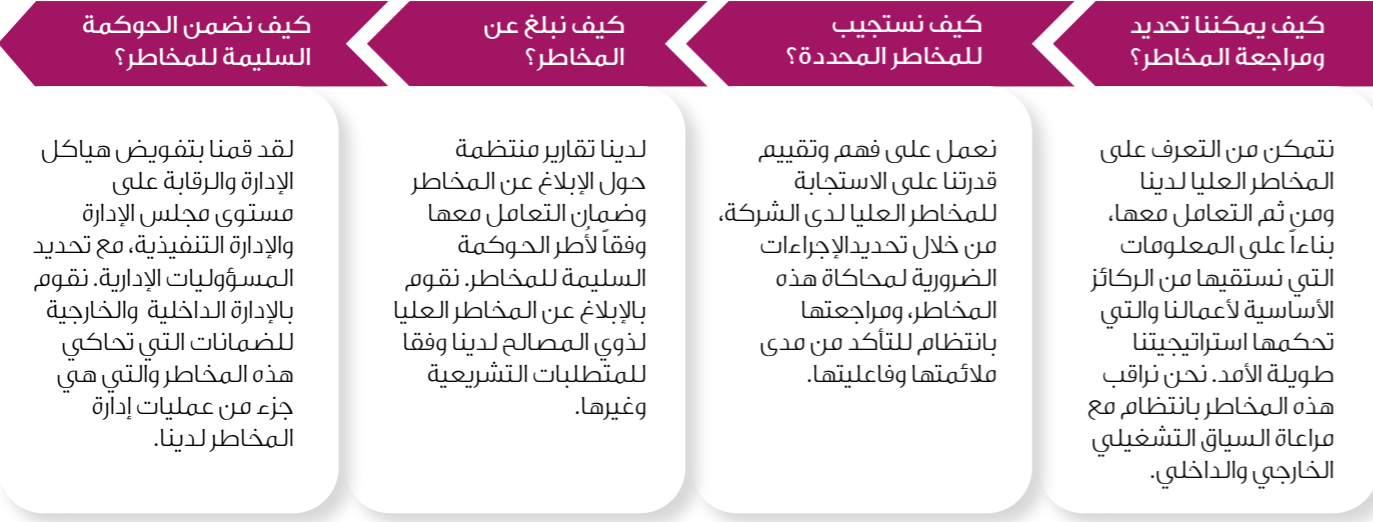 كيف يمكننا تحديد
ومراجعة المخاطر؟
نتمكن من التعرف على
المخاطر العليا لدينا
ومن ثم التعامل معها،
بناءاً على المعلومات
التي نستقيها من الركائز
الأساسية لأعمالنا والتي
تحكمها استراتيجيتنا
طويلة الأمد. نحن نراقب
هذه المخاطر بانتظام مع
مراعاة السياق التشغيلي
الخارجي والداخلي.
كيف نستجيب
للمخاطر المحددة؟
نعمل على فهم وتقييم
قدرتنا على الاستجابة
للمخاطر العليا لدى الشركة،
من خلال تحديدالإجراءات
الضرورية لمحاكاة هذه
المخاطر، ومراجعتها
بانتظام للتأكد من مدى
ملائمتها وفاعليتها.
كيف نبلغ عن
المخاطر؟
لدينا تقارير منتظمة
حول الإبلاغ عن المخاطر
وضمان التعامل معها
وفقاً لأُطر الحوكمة
السليمة للمخاطر. نقوم
بالإبلاغ عن المخاطر العليا
لذوي المصالح لدينا وفقا
للمتطلبات التشريعية
وغيرها.
كيف نضمن الحوكمة
السليمة للمخاطر؟
لقد قمنا بتفويض هياكل
الإدارة والرقابة على
مستوى مجلس الإدارة
والإدارة التنفيذية، مع تحديد
المسؤوليات الإدارية. نقوم
بالإدارة الداخلية والخارجية
للضمانات التي تحاكي
هذه المخاطر والتي هي
جزء من عمليات إدارة
المخاطر لدينا.